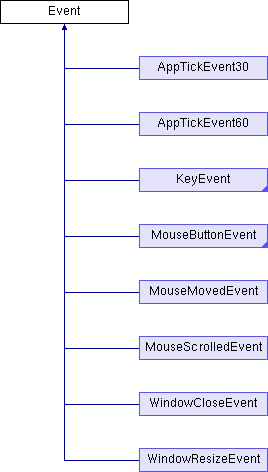 Event
AppTickEvent30
AppTickEvent60
KeyEvent
MouseButtonEvent
MouseMovedEvent
MouseScrolledEvent
WindowCloseEvent
WindowResizeEvent